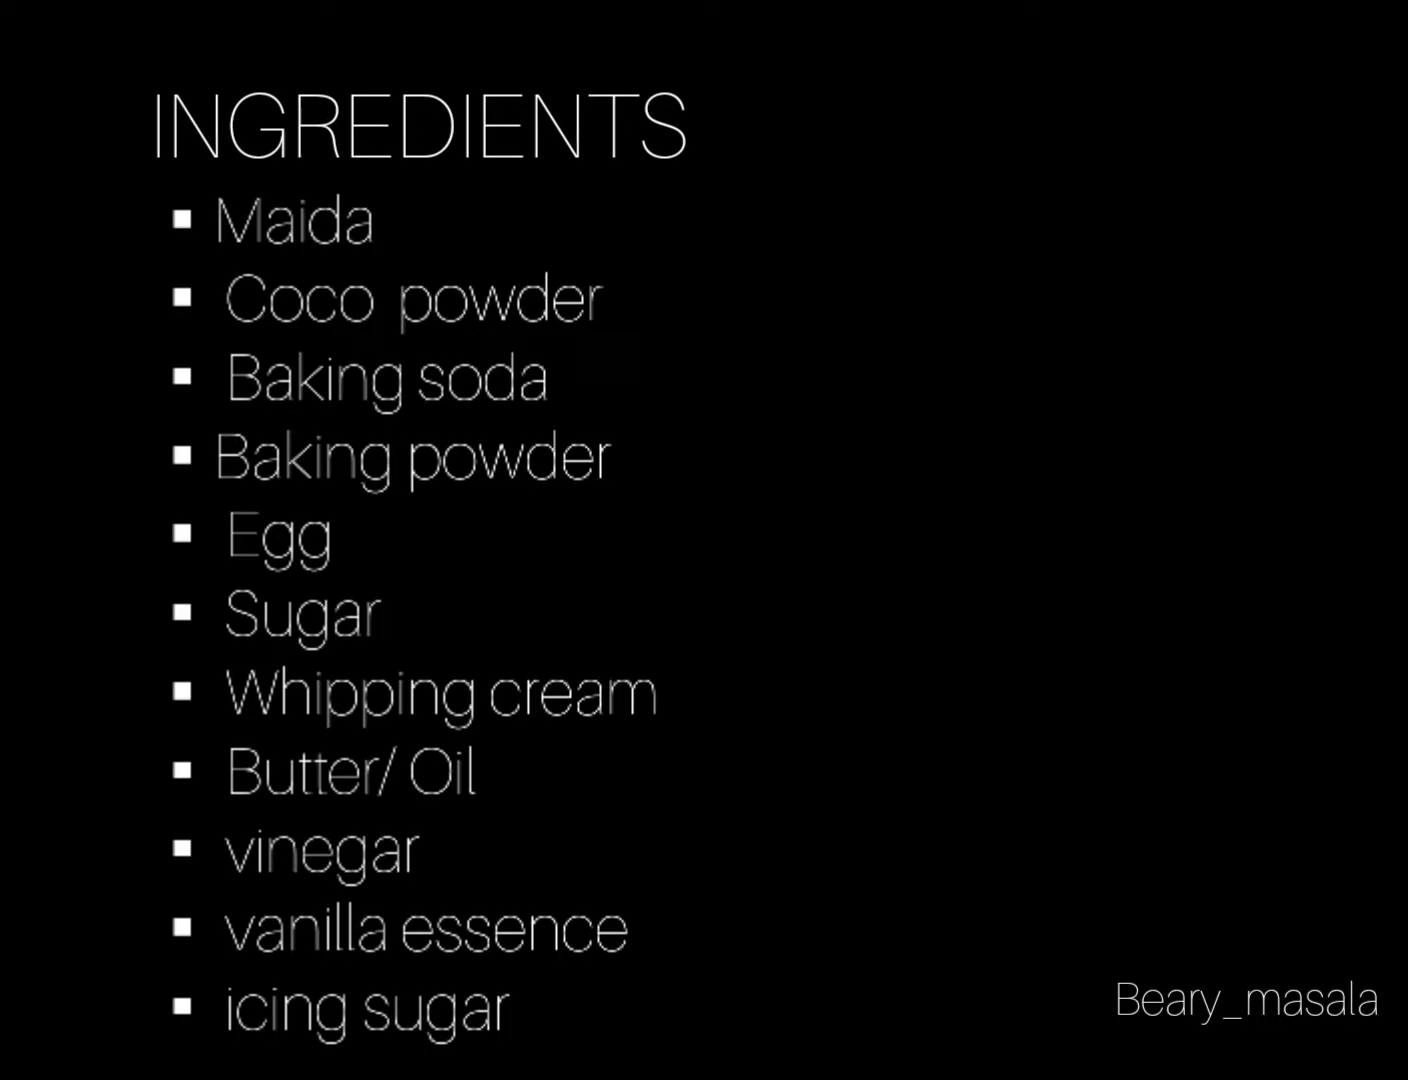 INGREDIENTS
▪ Maida
▪ Coco powder
▪ Baking soda
▪ Baking powder
▪ Egg
▪ Sugar
▪ Whipping cream
▪ Butter/ Oil
▪ vinegar
▪ vanilla essence
▪ icing sugar
Beary_masala